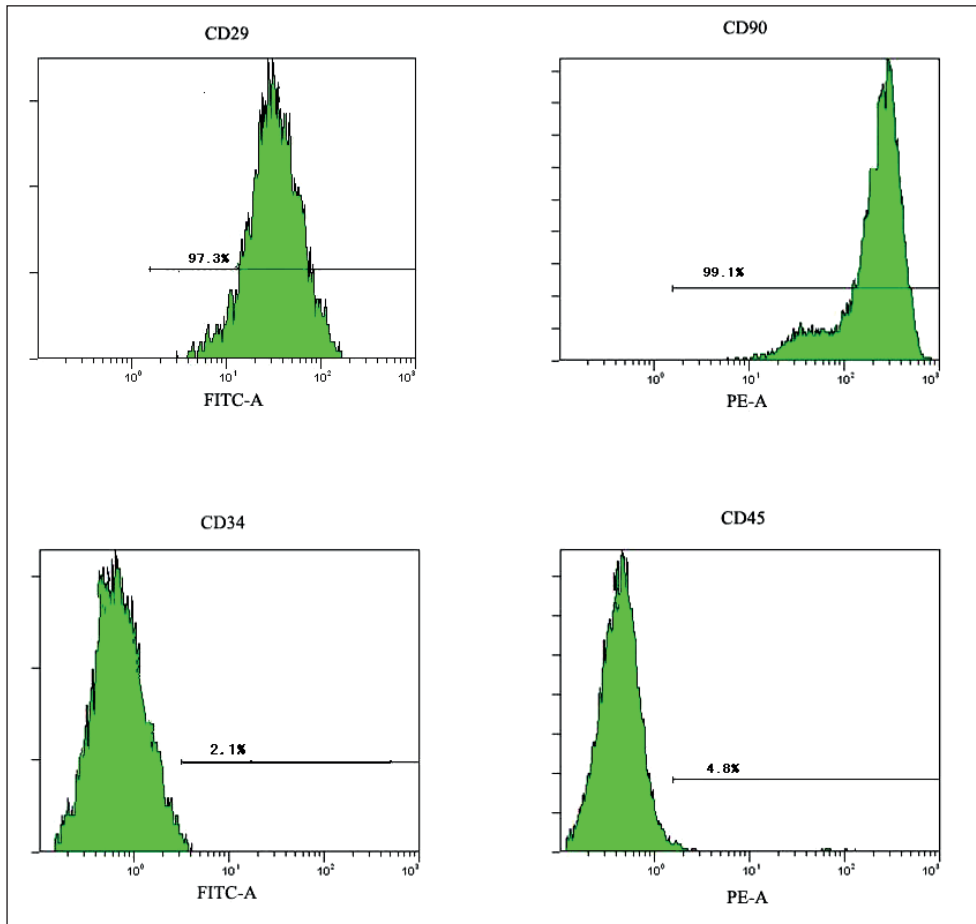 CD29
97.3%
10⁰ 10¹ 10² 10³
FITC-A
CD90
99.1%
10⁰ 10¹ 10² 10³
PE-A
CD34
2.1%
10⁰ 10¹ 10² 10³
FITC-A
CD45
4.8%
10⁰ 10¹ 10² 10³
PE-A